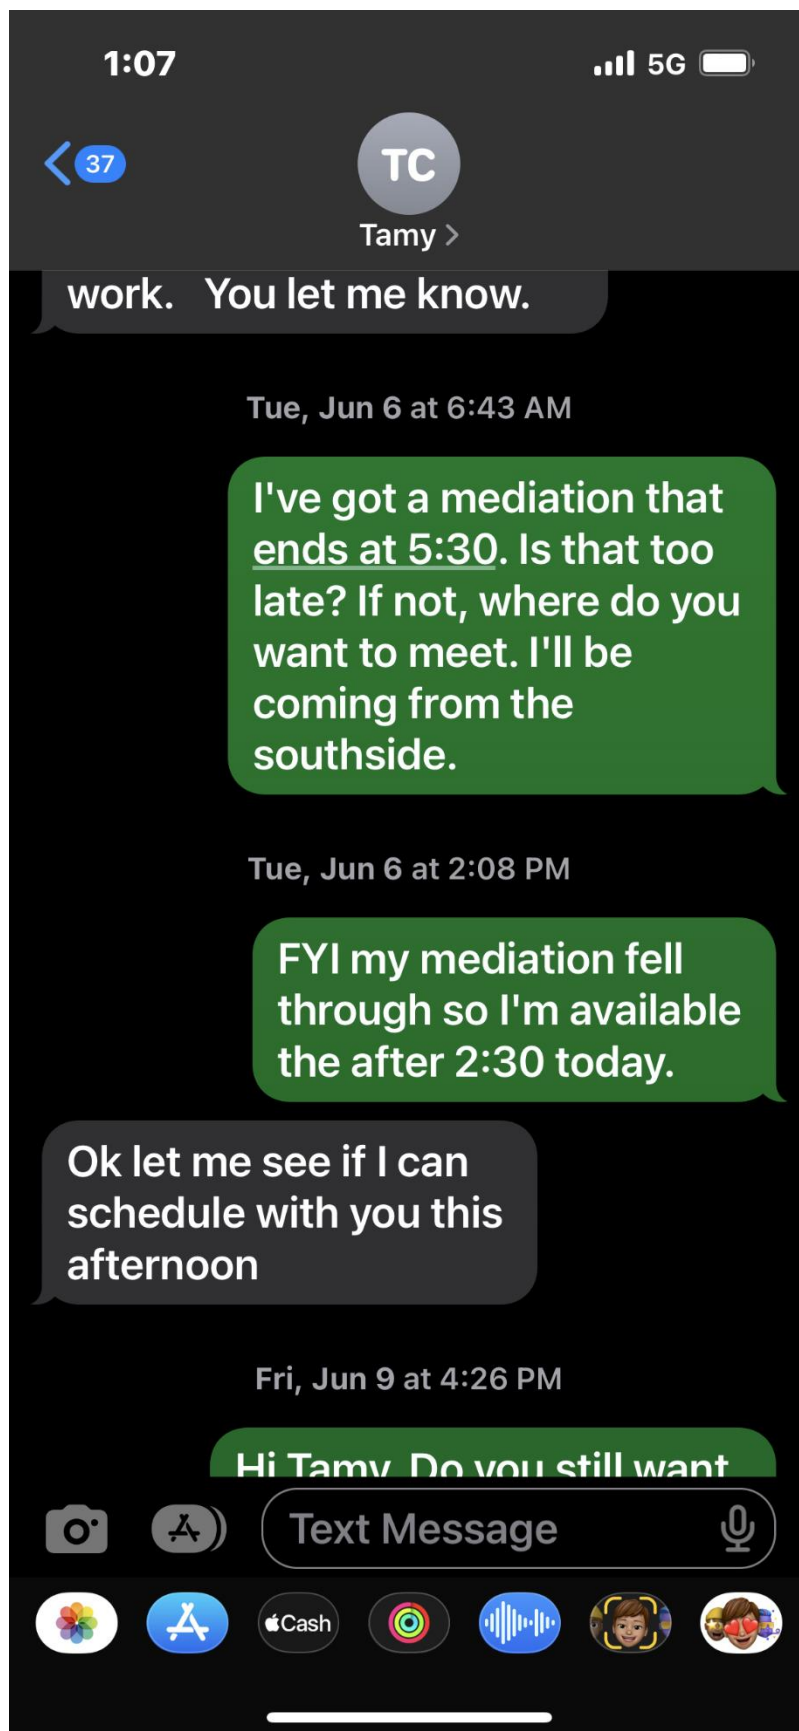 1:07
5G
37
TC
Tamy
work. You let me know.
Tue, Jun 6 at 6:43 AM
I've got a mediation that
ends at 5:30. Is that too
late? If not, where do you
want to meet. I'll be
coming from the
southside.
Tue, Jun 6 at 2:08 PM
FYI my mediation fell
through so I'm available
the after 2:30 today.
Ok let me see if I can
schedule with you this
afternoon
Fri, Jun 9 at 4:26 PM
Hi Tamy Do you still want
Text Message
Cash